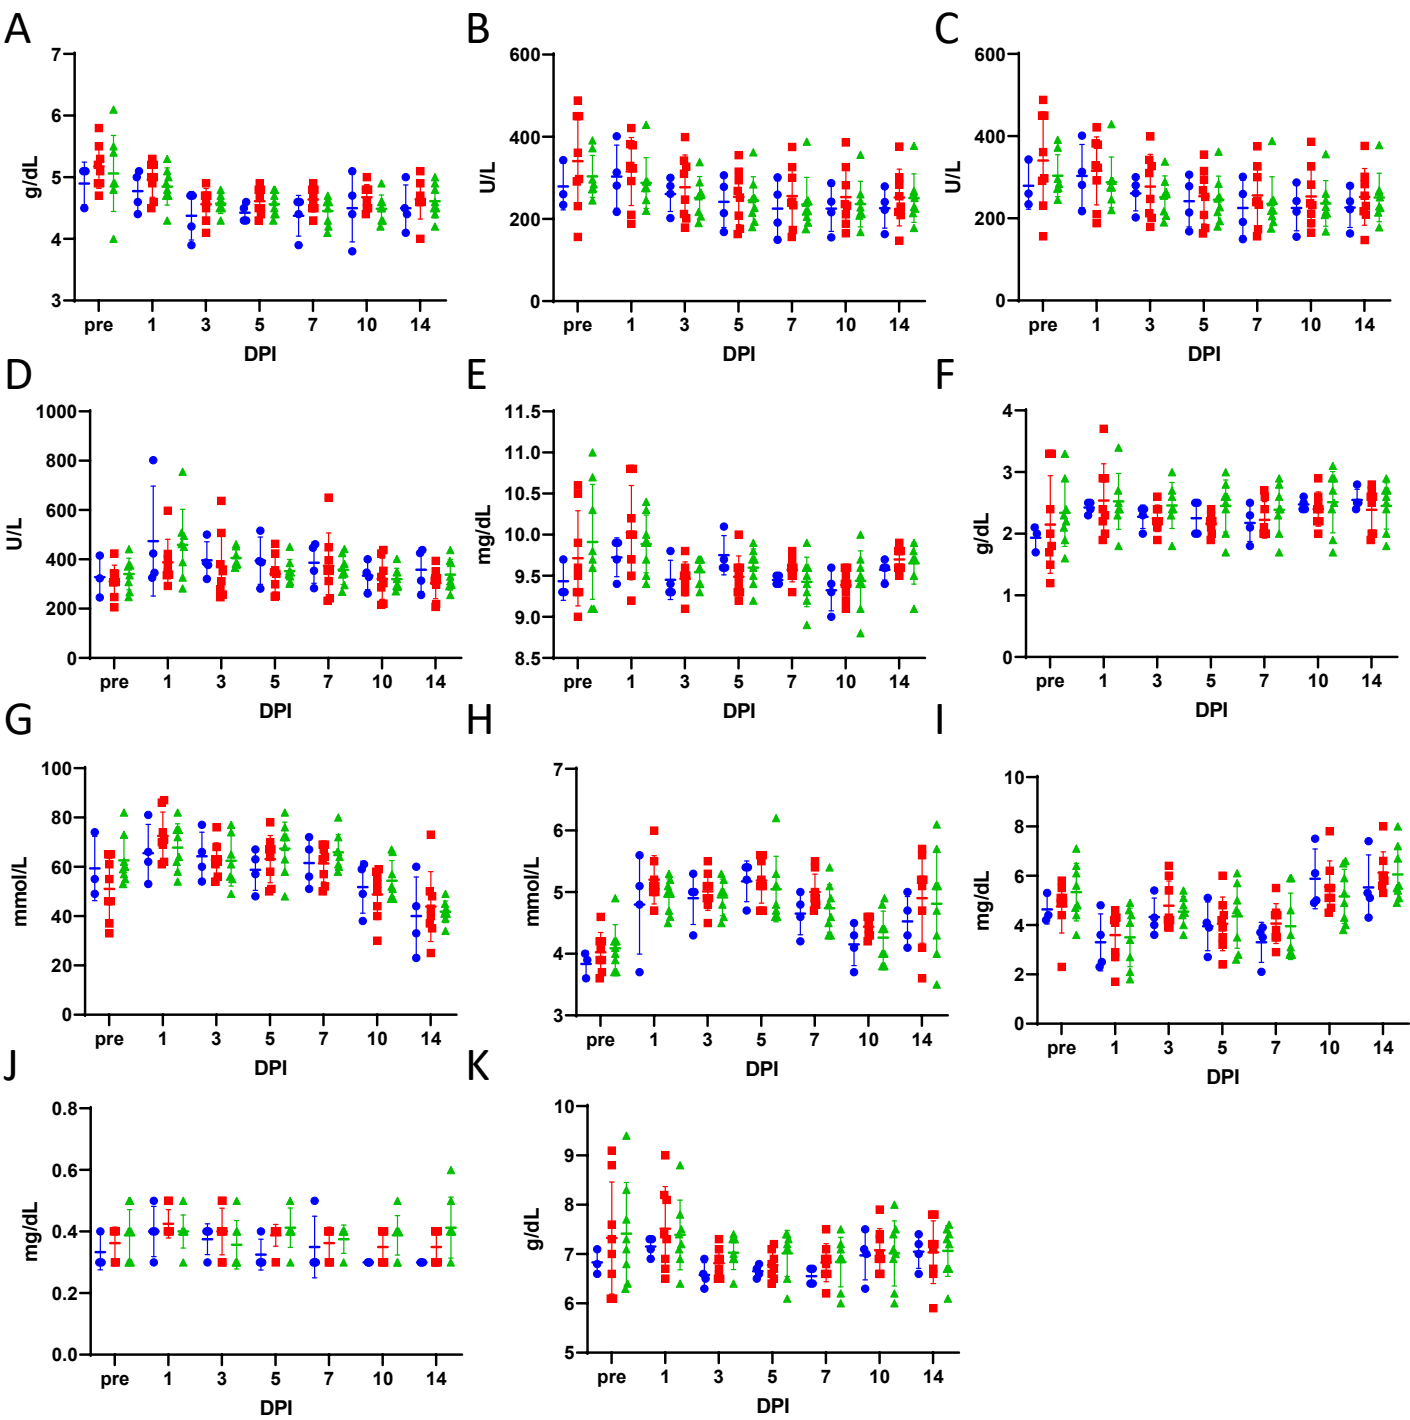 A
7
6
5
4
3
g/dL
pre 1 3 5 7 10 14
DPI
B
600
400
200
0
U/L
pre 1 3 5 7 10 14
DPI
C
600
400
200
0
U/L
pre 1 3 5 7 10 14
DPI
D
1000
800
600
400
200
0
U/L
pre 1 3 5 7 10 14
DPI
E
11.5
11.0
10.5
10.0
9.5
9.0
8.5
mg/dL
pre 1 3 5 7 10 14
DPI
F
4
3
2
1
0
g/dL
pre 1 3 5 7 10 14
DPI
G
100
80
60
40
20
0
mmol/L
pre 1 3 5 7 10 14
DPI
H
7
6
5
4
3
mmol/L
pre 1 3 5 7 10 14
DPI
I
10
8
6
4
2
0
mg/dL
pre 1 3 5 7 10 14
DPI
J
0.8
0.6
0.4
0.2
0.0
mg/dL
pre 1 3 5 7 10 14
DPI
K
10
9
8
7
6
5
g/dL
pre 1 3 5 7 10 14
DPI